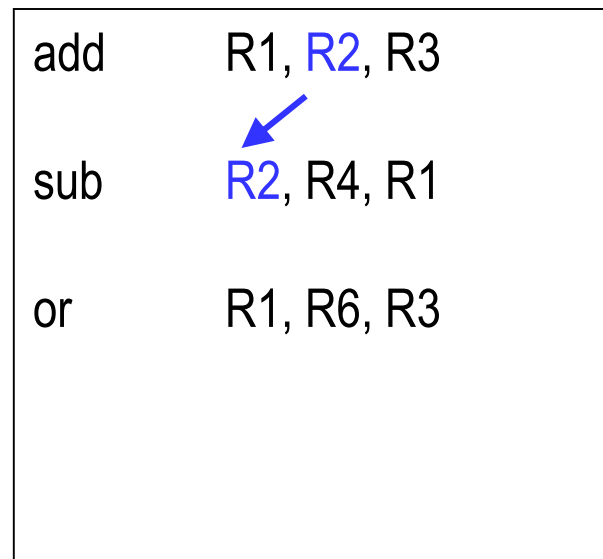 add R1, R2, R3
sub R2, R4, R1
or R1, R6, R3